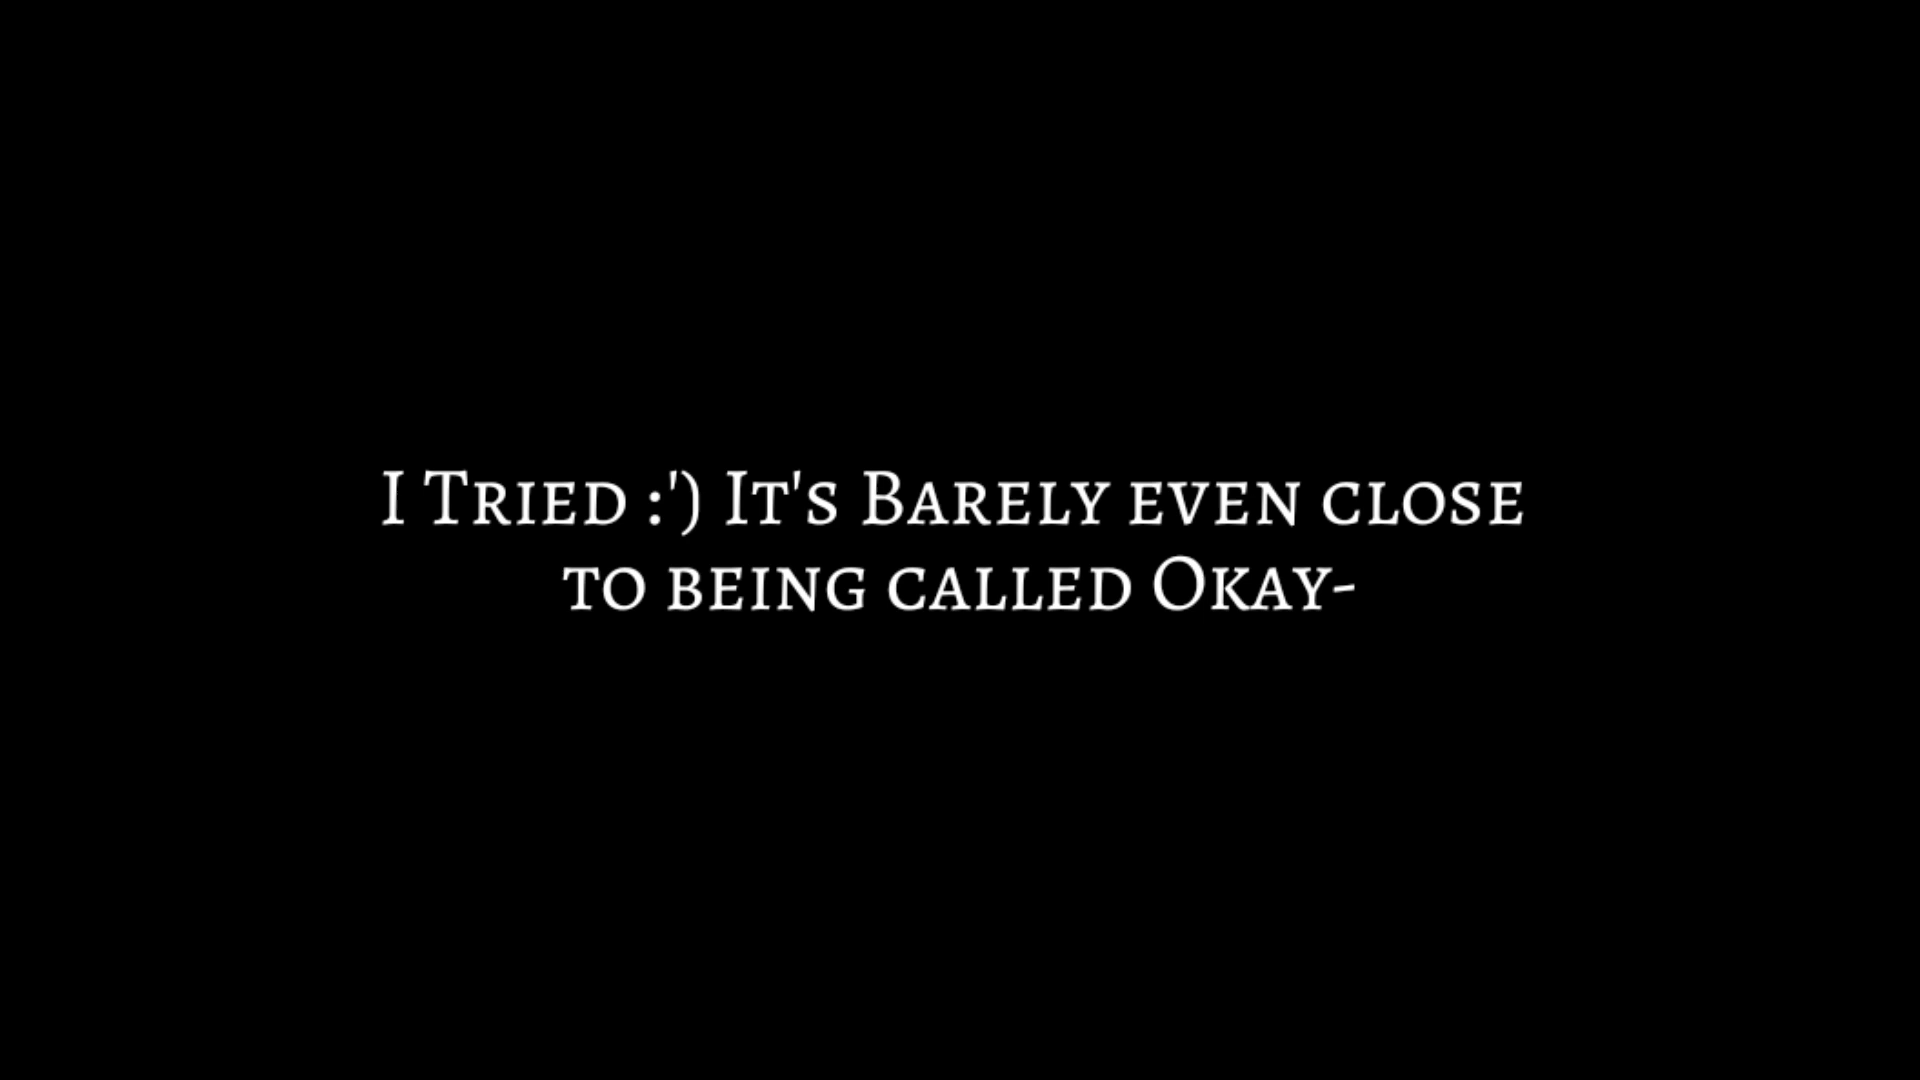 I Tried :') It's Barely even close
to being called Okay-